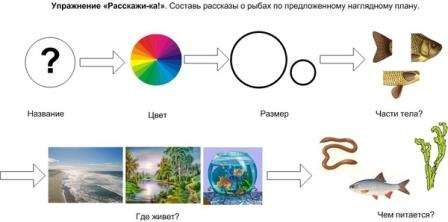 Упражнение «Расскажи-ка!». Составь рассказы о рыбах по предложенному наглядному плану.
?
Название
Цвет
Размер
Части тела?
Где живет?
Чем питается?